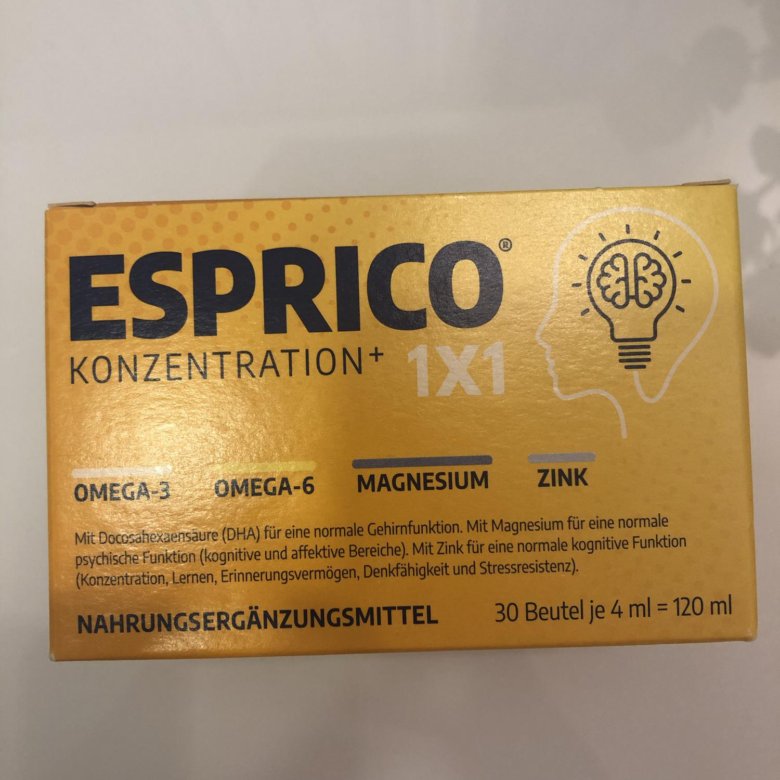 ESPRICO®
KONZENTRATION+ 1X1
OMEGA-3 OMEGA-6 MAGNESIUM ZINK
Mit Docosahexaensäure (DHA) für eine normale Gehirnfunktion. Mit Magnesium für eine normale
psychische Funktion (kognitive und affektive Bereiche). Mit Zink für eine normale kognitive Funktion
(Konzentration, Lernen, Erinnerungsvermögen, Denkfähigkeit und Stressresistenz).
NAHRUNGSERGÄNZUNGSMITTEL 30 Beutel je 4 ml = 120 ml